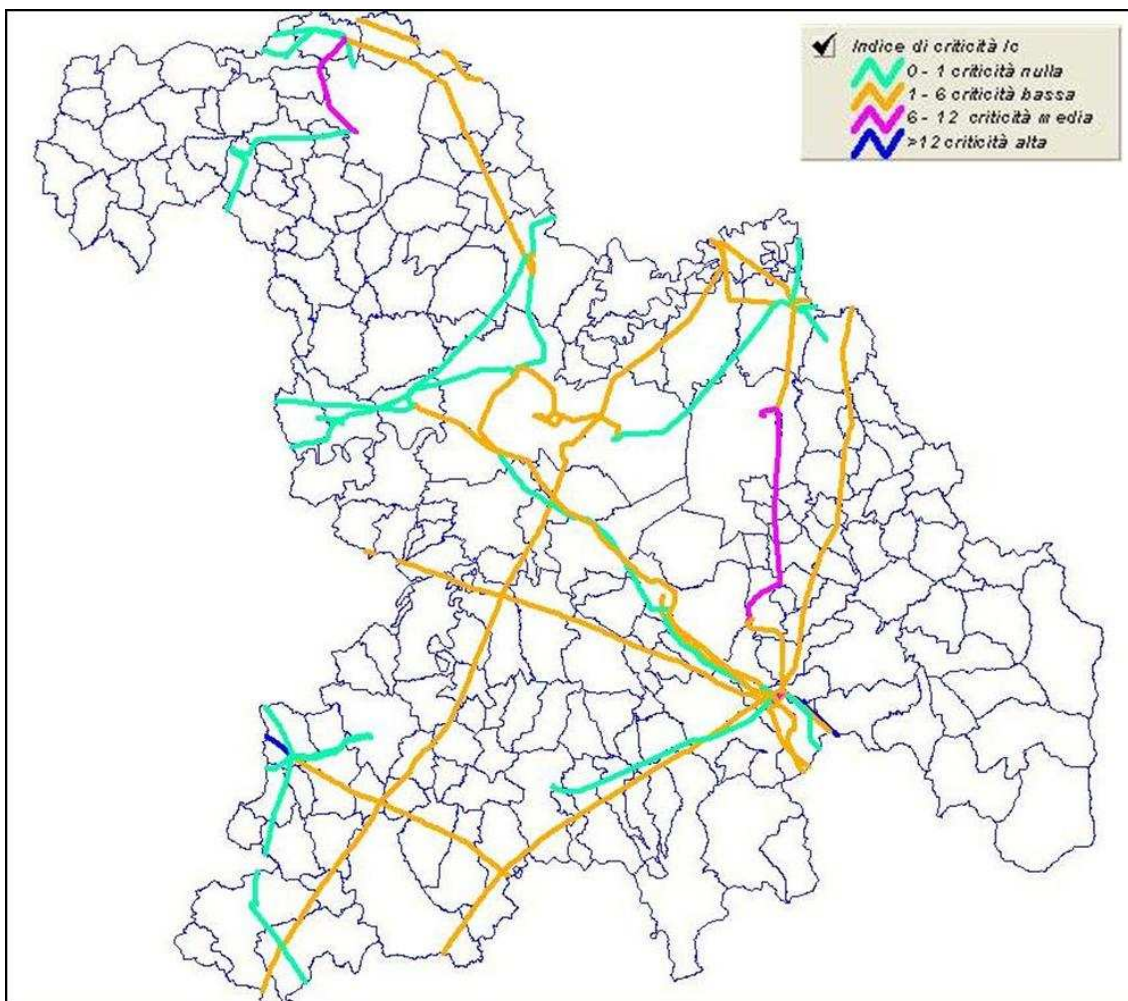 Indice di criticità Ic
0 - 1 criticità nulla
1 - 6 criticità bassa
6 - 12 criticità media
>12 criticità alta